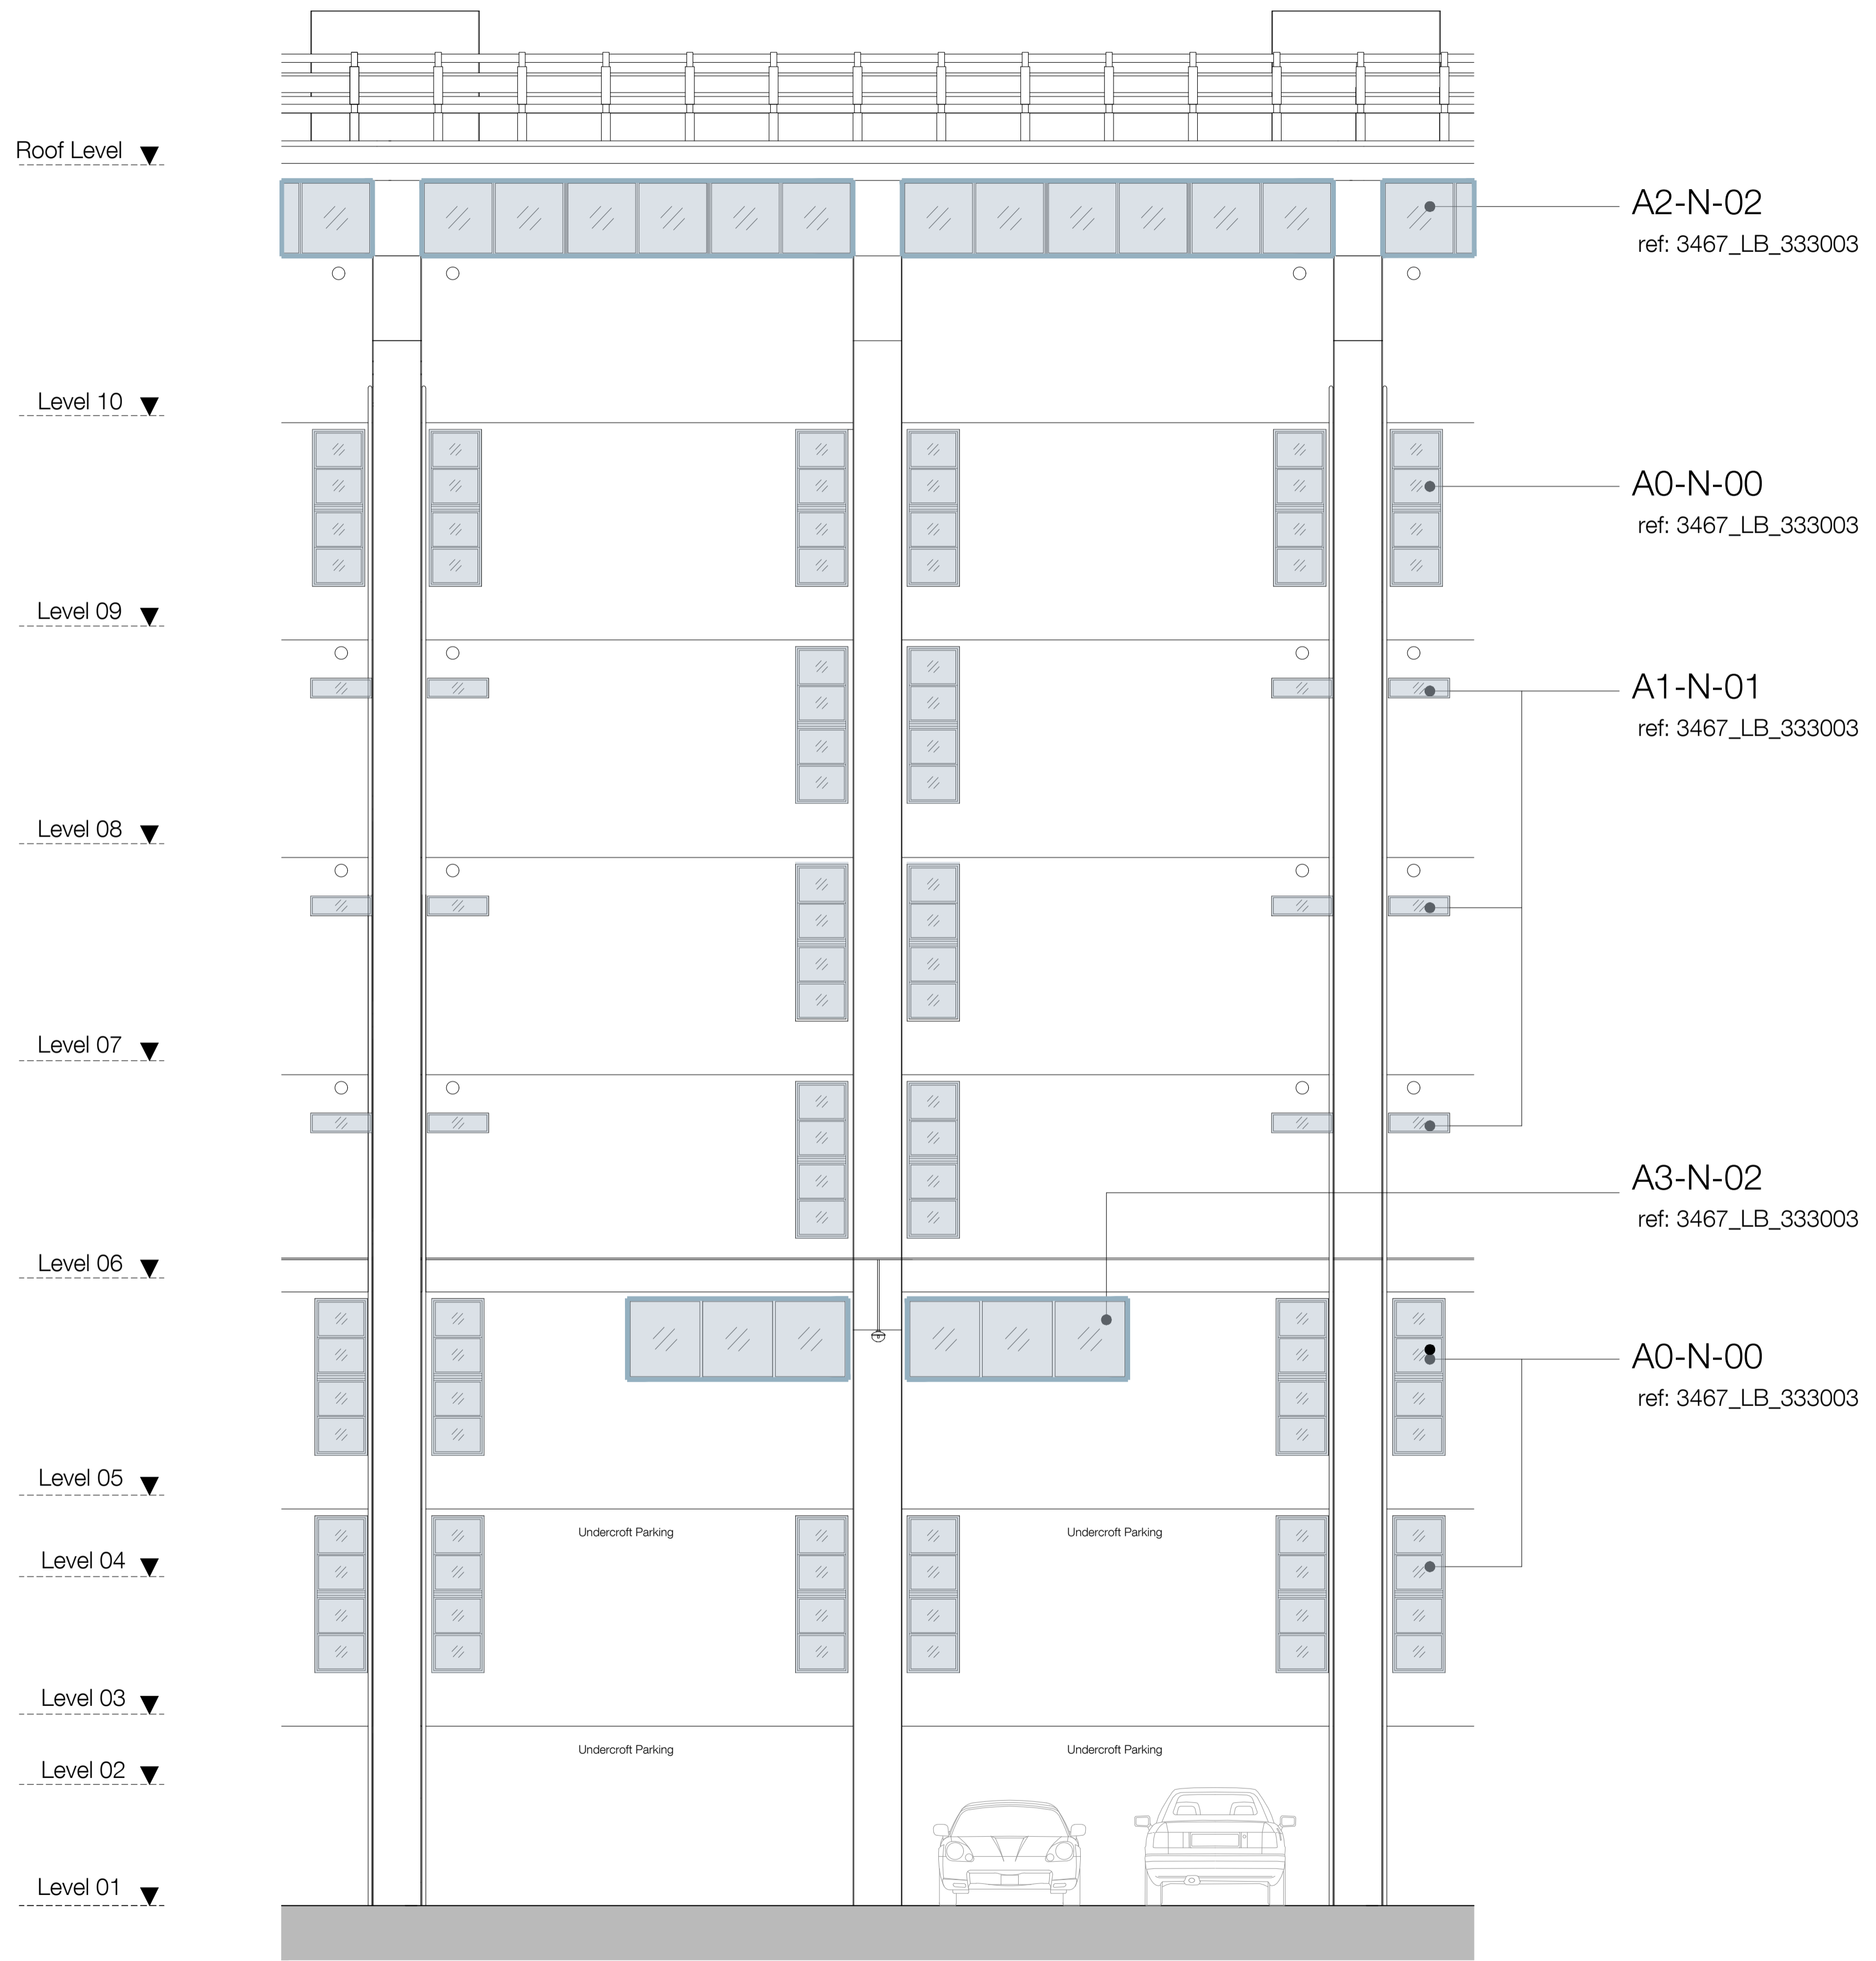 Roof Level
A2-N-02
ref: 3467_LB_333003
Level 10
A0-N-00
ref: 3467_LB_333003
Level 09
A1-N-01
ref: 3467_LB_333003
Level 08
Level 07
A3-N-02
ref: 3467_LB_333003
Level 06
A0-N-00
ref: 3467_LB_333003
Level 05
Undercroft Parking
Undercroft Parking
Level 04
Level 03
Undercroft Parking
Undercroft Parking
Level 02
Level 01